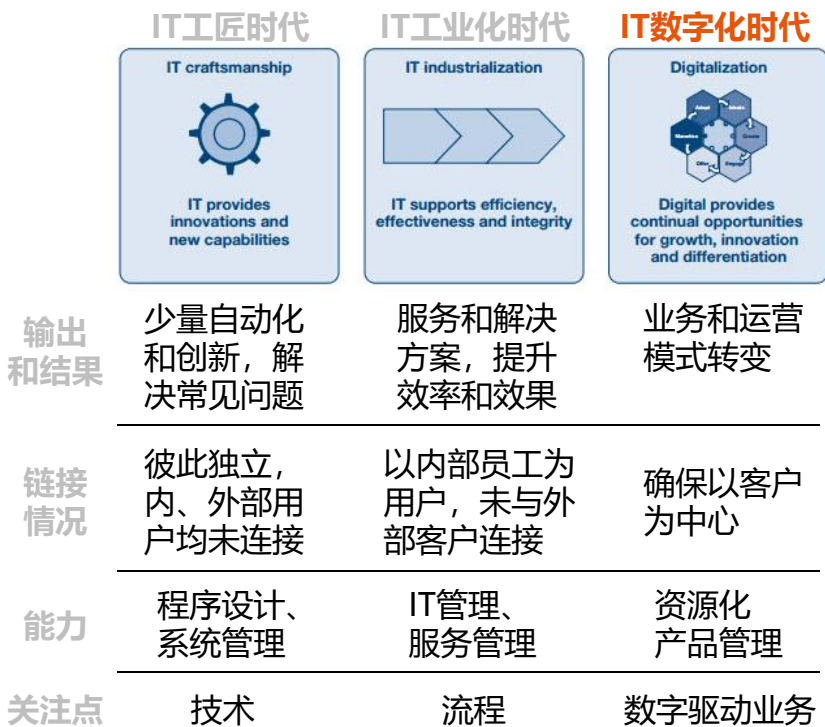 IT工匠时代
IT工业化时代
IT数字化时代
IT craftsmanship
IT provides
innovations and
new capabilities
IT industrialization
IT supports efficiency,
effectiveness and integrity
Digitalization
Adapt
Create
Engage
Offer
Monetize
Digital provides
continual opportunities
for growth, innovation
and differentiation
输出
和结果
少量自动化
和创新，解
决常见问题
服务和解决
方案，提升
效率和效果
业务和运营
模式转变
链接
情况
彼此独立，
内、外部用
户均未连接
以内部员工为
用户，未与外
部客户连接
确保以客户
为中心
能力
程序设计、
系统管理
IT管理、
服务管理
资源化
产品管理
关注点
技术
流程
数字驱动业务